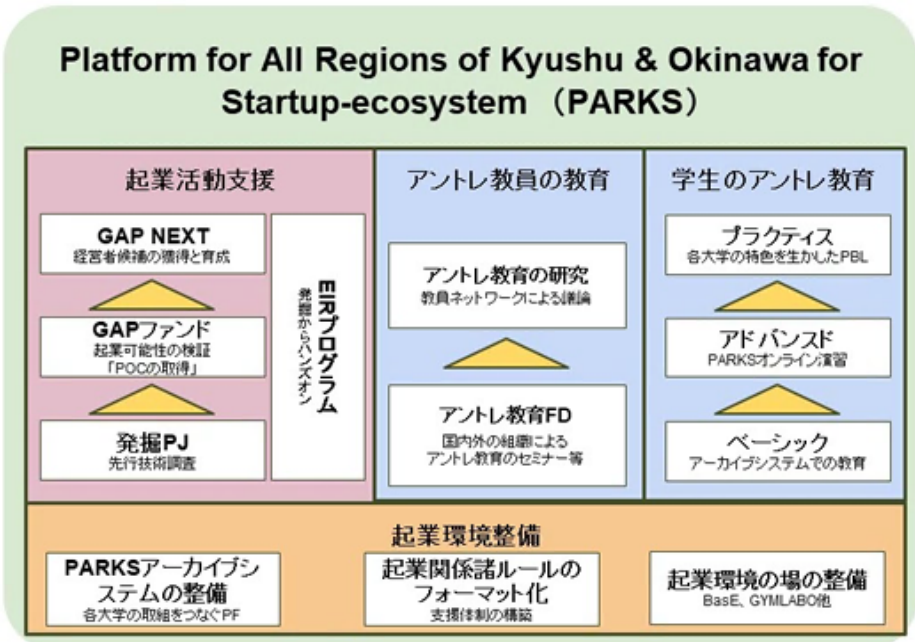 Platform for All Regions of Kyushu & Okinawa for
Startup-ecosystem （PARKS）
起業活動支援
GAP NEXT
経営者候補の獲得と育成
GAPファンド
起業可能性の検証
「POCの取得」
発掘PJ
先行技術調査
EIRプログラム
発掘からハンズオン
アントレ教員の教育
アントレ教育の研究
教員ネットワークによる議論
アントレ教育FD
国内外の組織による
アントレ教育のセミナー等
学生のアントレ教育
プラクティス
各大学の特色を生かしたPBL
アドバンスド
PARKSオンライン演習
ベーシック
アーカイブシステムでの教育
起業環境整備
PARKSアーカイブシ
ステムの整備
各大学の取組をつなぐPF
起業関係諸ルールの
フォーマット化
支援体制の構築
起業環境の場の整備
BasE、GYMLABO他